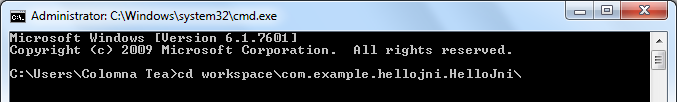 Administrator: C:\Windows\system32\cmd.exe
Microsoft Windows [Version 6.1.7601]
Copyright (c) 2009 Microsoft Corporation.  All rights reserved.
C:\Users\Colomna Tea>cd workspace\com.example.hellojni.HelloJni\